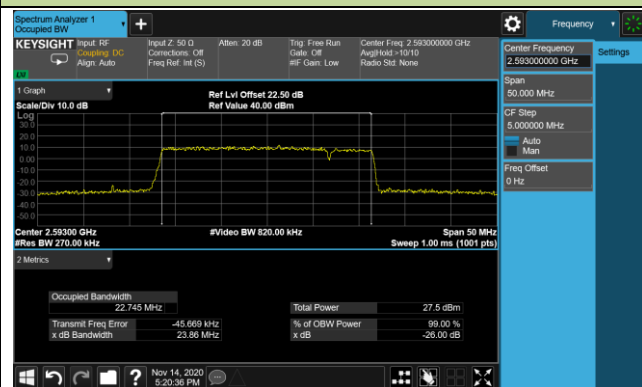 Spectrum Analyzer 1
Occupied BW
Frequency
KEYSIGHT
Input: RF
Coupling: DC
Align: Auto
Input Z: 50 Ω
Corrections: Off
Freq Ref: Int (S)
Atten: 20 dB
Trig: Free Run
Gate: Off
#IF Gain: Low
Center Freq: 2.593000000 GHz
Avg|Hold:>10/10
Radio Std: None
Center Frequency
2.593000000 GHz
Settings
Span
50.000 MHz
CF Step
5.000000 MHz
Auto
Man
Freq Offset
0 Hz
1 Graph
Scale/Div 10.0 dB
Ref Lvl Offset 22.50 dB
Ref Value 40.00 dBm
Log
30.0
20.0
10.0
0.00
-10.0
-20.0
-30.0
-40.0
-50.0
Center 2.59300 GHz
#Res BW 270.00 kHz
#Video BW 820.00 kHz
Span 50 MHz
Sweep 1.00 ms (1001 pts)
2 Metrics
Occupied Bandwidth
22.745 MHz
Total Power 27.5 dBm
Transmit Freq Error -45.669 kHz
% of OBW Power 99.00 %
x dB Bandwidth 23.86 MHz
x dB -26.00 dB
Nov 14, 2020
5:20:36 PM